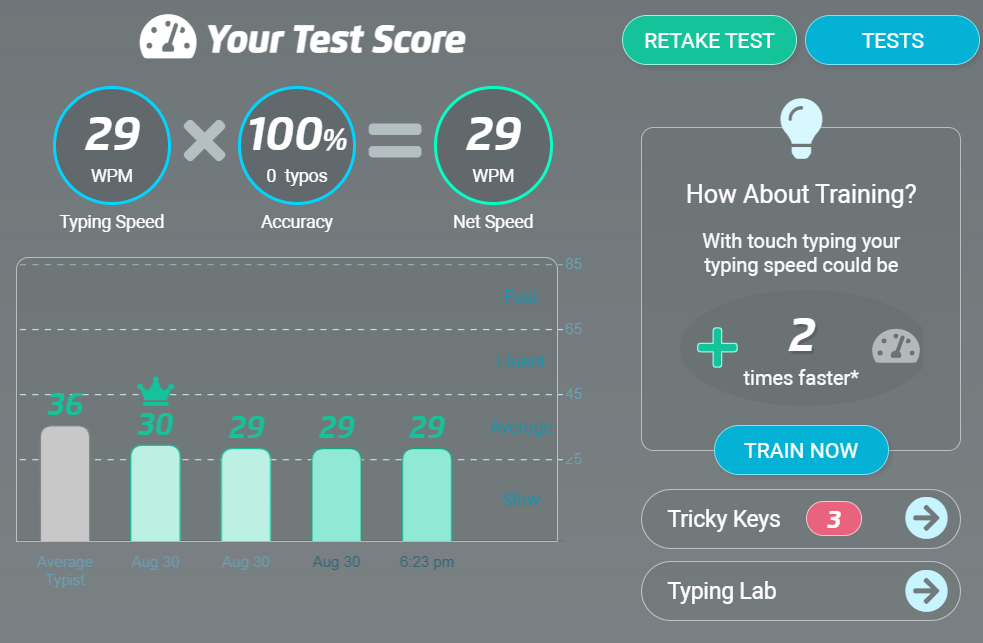 Your Test Score
RETAKE TEST
TESTS
29
WPM
Typing Speed
100%
0 typos
Accuracy
29
WPM
Net Speed
85
Fast
65
Fluent
45
Average
25
Slow
36
30
29
29
29
Average
Typist
Aug 30
Aug 30
Aug 30
6:23 pm
How About Training?
With touch typing your
typing speed could be
2
times faster*
TRAIN NOW
Tricky Keys 3
Typing Lab